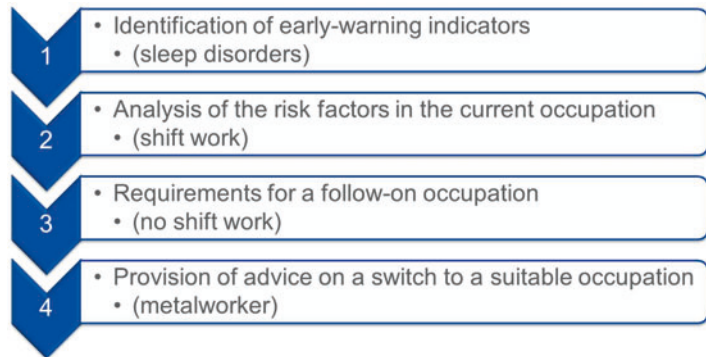 1
• Identification of early-warning indicators
• (sleep disorders)
2
• Analysis of the risk factors in the current occupation
• (shift work)
3
• Requirements for a follow-on occupation
• (no shift work)
4
• Provision of advice on a switch to a suitable occupation
• (metalworker)